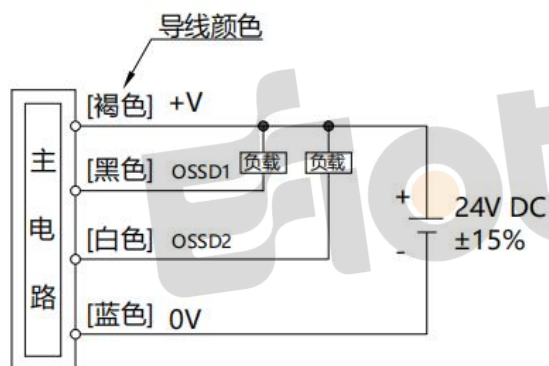 导线颜色
[褐色] +V
主电路
[黑色] OSSD1
负载 负载
[白色] OSSD2
+
24V DC
±15%
-
[蓝色] 0V